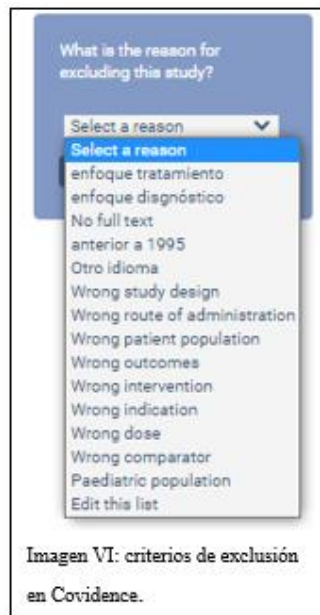 What is the reason for
excluding this study?
Select a reason
Select a reason
enfoque tratamiento
enfoque disgnóstico
No full text
anterior a 1995
Otro idioma
Wrong study design
Wrong route of administration
Wrong patient population
Wrong outcomes
Wrong intervention
Wrong indication
Wrong dose
Wrong comparator
Paediatric population
Edit this list
Imagen VI: criterios de exclusión
en Covidence.